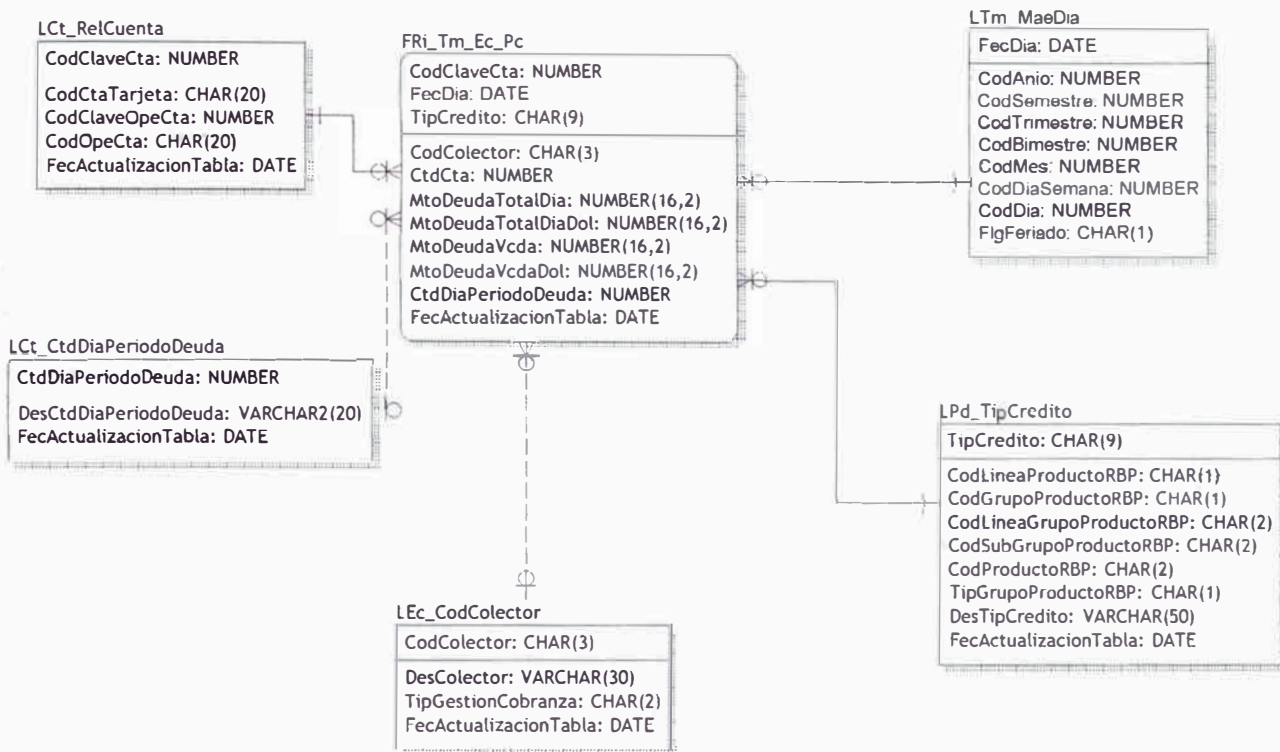 LCt_RelCuenta
CodClaveCta: NUMBER
CodCtaTarjeta: CHAR(20)
CodClaveOpeCta: NUMBER
CodOpeCta: CHAR(20)
FecActualizacionTabla: DATE
FRi_Tm_Ec_Pc
CodClaveCta: NUMBER
FecDia: DATE
TipCredito: CHAR(9)
CodColector: CHAR(3)
CtdCta: NUMBER
MtoDeudaTotalDia: NUMBER(16,2)
MtoDeudaTotalDiaDol: NUMBER(16,2)
MtoDeudaVcda: NUMBER(16,2)
MtoDeudaVcdaDol: NUMBER(16,2)
CtdDiaPeriodoDeuda: NUMBER
FecActualizacionTabla: DATE
LTm_MaeDia
FecDia: DATE
CodAnio: NUMBER
CodSemestre: NUMBER
CodTrimestre: NUMBER
CodBimestre: NUMBER
CodMes: NUMBER
CodDiaSemana: NUMBER
CodDia: NUMBER
FlgFeriado: CHAR(1)
LCt_CtdDiaPeriodoDeuda
CtdDiaPeriodoDeuda: NUMBER
DesCtdDiaPeriodoDeuda: VARCHAR2(20)
FecActualizacionTabla: DATE
LPd_TipCredito
TipCredito: CHAR(9)
CodLineaProductoRBP: CHAR(1)
CodGrupoProductoRBP: CHAR(1)
CodLineaGrupoProductoRBP: CHAR(2)
CodSubGrupoProductoRBP: CHAR(2)
CodProductoRBP: CHAR(2)
TipGrupoProductoRBP: CHAR(1)
DesTipCredito: VARCHAR(50)
FecActualizacionTabla: DATE
LEc_CodColector
CodColector: CHAR(3)
DesColector: VARCHAR(30)
TipGestionCobranza: CHAR(2)
FecActualizacionTabla: DATE